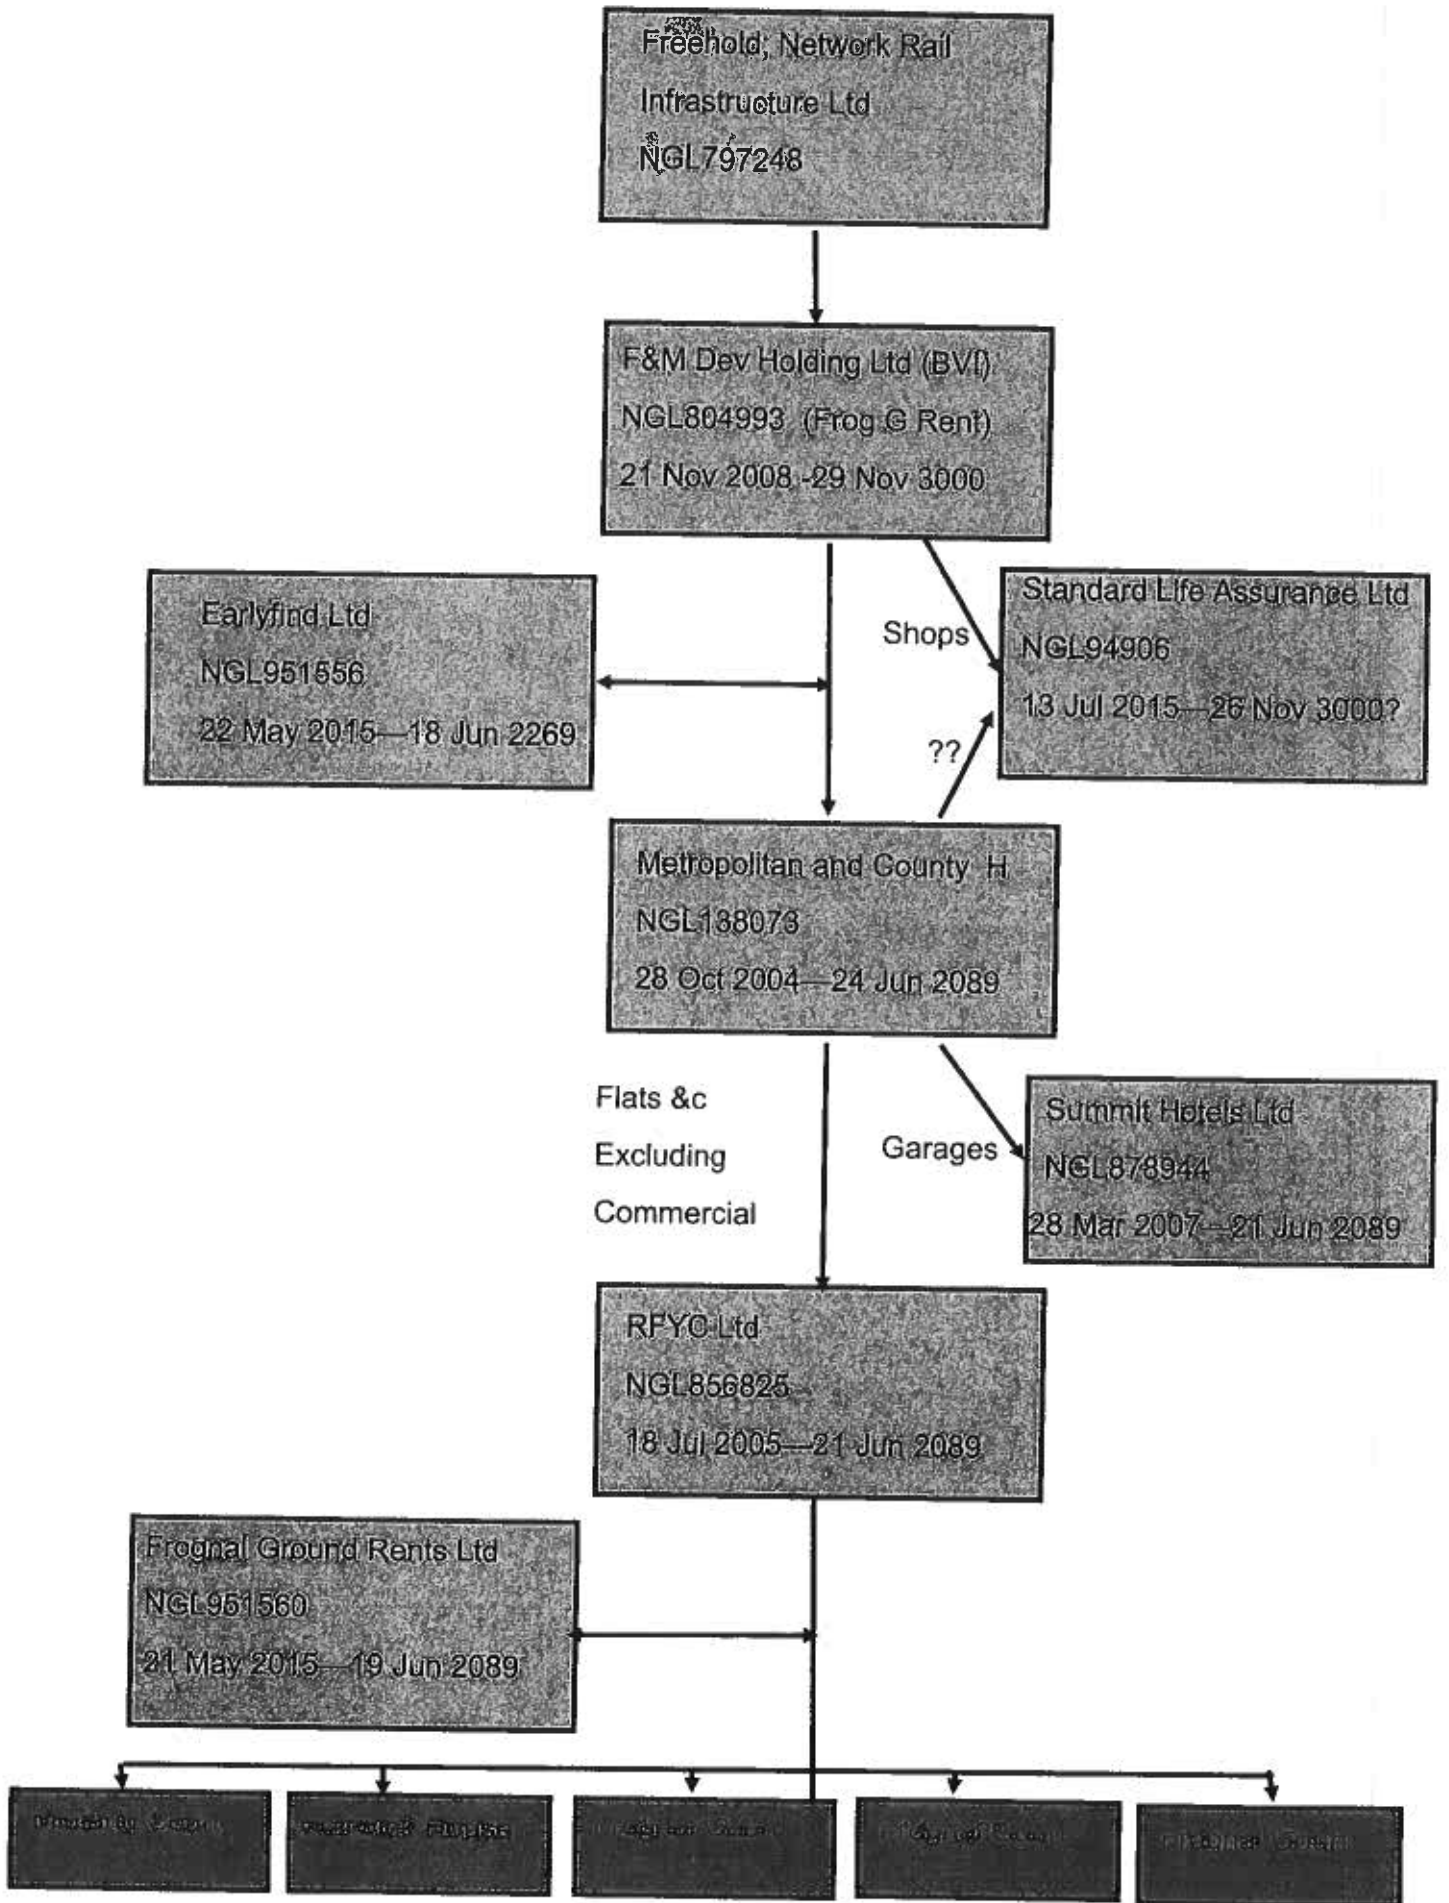 Freehold; Network Rail
Infrastructure Ltd
NGL797248
F&M Dev Holding Ltd (BVI)
NGL804993 (Frog G Rent)
21 Nov 2008 -29 Nov 3000
Earlyfind Ltd
NGL951556
22 May 2015—18 Jun 2269
Shops
Standard Life Assurance Ltd
NGL94906
13 Jul 2015—26 Nov 3000?
??
Metropolitan and County H
NGL138073
28 Oct 2004—24 Jun 2089
Flats &c
Excluding
Commercial
Garages
Summit Hotels Ltd
NGL878944
28 Mar 2007—21 Jun 2089
RFYC Ltd
NGL856825
18 Jul 2005—21 Jun 2089
Frognal Ground Rents Ltd
NGL951560
21 May 2015—19 Jun 2089
House